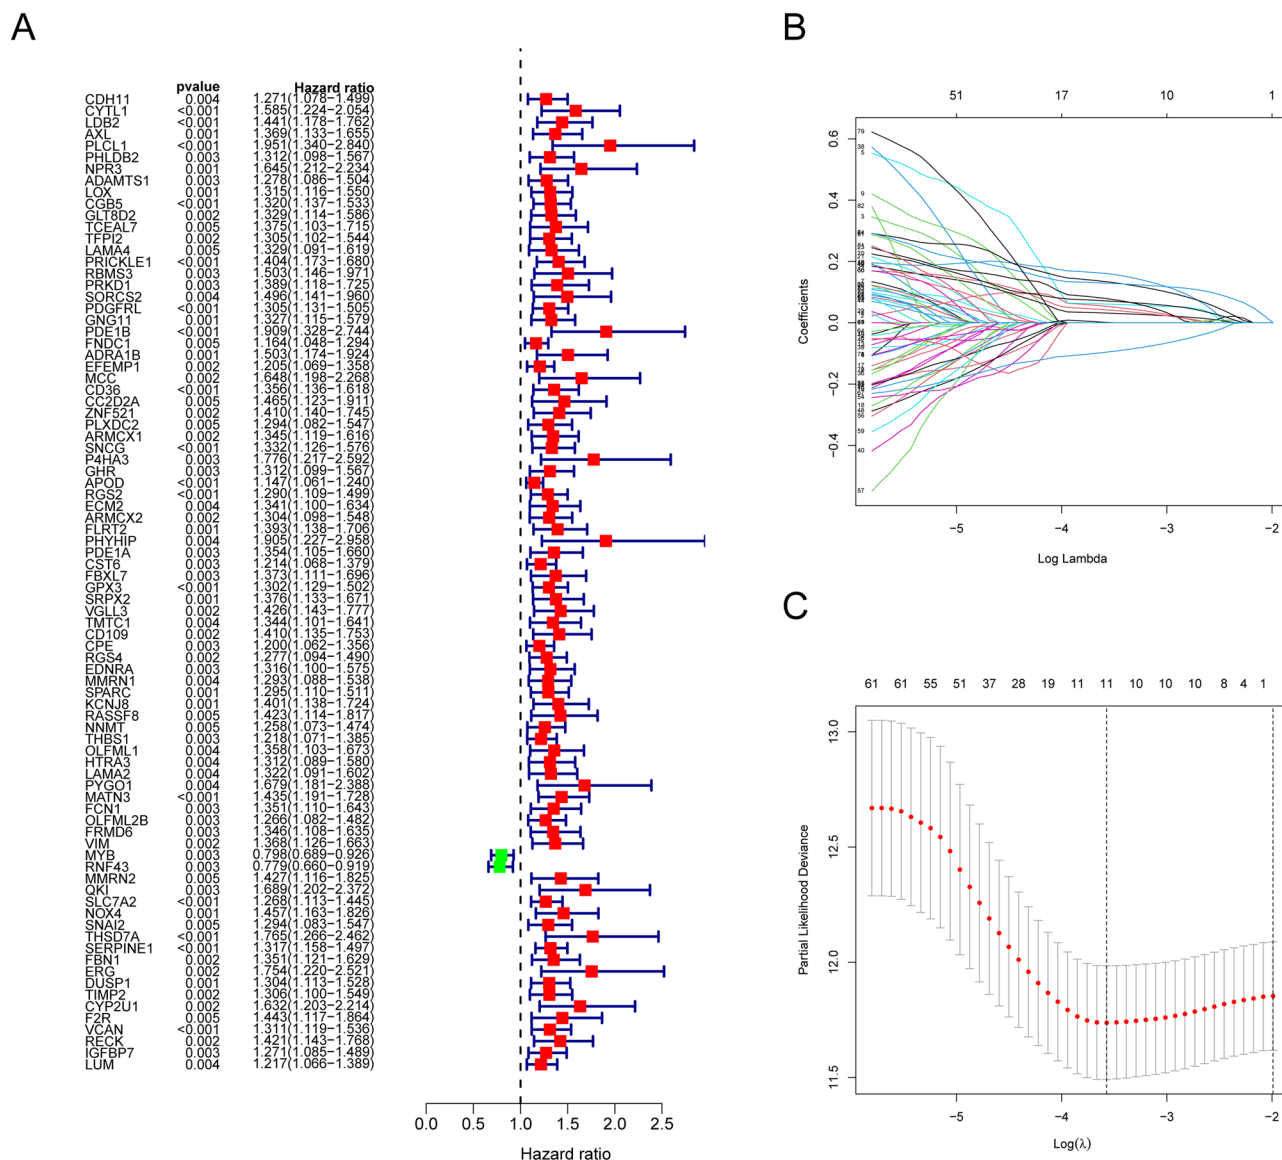 A
pvalue Hazard ratio
CDH11 0.004 1.271(1.078−1.499)
CYTL1 <0.001 1.585(1.224−2.054)
LDB2 <0.001 1.441(1.178−1.762)
AXL 0.001 1.369(1.133−1.655)
PLCL1 <0.001 1.951(1.340−2.840)
PHLDB2 0.003 1.312(1.098−1.567)
NPR3 0.001 1.645(1.212−2.234)
ADAMTS1 0.003 1.278(1.086−1.504)
LOX 0.001 1.315(1.116−1.550)
CGB5 <0.001 1.320(1.137−1.533)
GLT8D2 0.002 1.329(1.114−1.586)
TCEAL7 0.005 1.375(1.103−1.715)
TFPI2 0.002 1.305(1.102−1.544)
LAMA4 0.005 1.329(1.091−1.619)
PRICKLE1 <0.001 1.404(1.173−1.680)
RBMS3 0.003 1.503(1.146−1.971)
PRKD1 0.003 1.389(1.118−1.725)
SORCS2 0.004 1.496(1.141−1.960)
PDGFRL <0.001 1.305(1.131−1.505)
GNG11 0.001 1.327(1.115−1.579)
PDE1B <0.001 1.909(1.328−2.744)
FNDC1 0.005 1.164(1.048−1.294)
ADRA1B 0.001 1.503(1.174−1.924)
EFEMP1 0.002 1.205(1.069−1.358)
MCC 0.002 1.648(1.198−2.268)
CD36 <0.001 1.356(1.136−1.618)
CC2D2A 0.005 1.465(1.123−1.911)
ZNF521 0.002 1.410(1.140−1.745)
PLXDC2 0.005 1.294(1.082−1.547)
ARMCX1 0.002 1.345(1.119−1.616)
SNCG <0.001 1.332(1.126−1.576)
P4HA3 0.003 1.776(1.217−2.592)
GHR 0.003 1.312(1.099−1.567)
APOD <0.001 1.147(1.061−1.240)
RGS2 <0.001 1.290(1.109−1.499)
ECM2 0.004 1.341(1.100−1.634)
ARMCX2 0.002 1.304(1.098−1.548)
FLRT2 0.001 1.393(1.138−1.706)
PHYHIP 0.004 1.905(1.227−2.958)
PDE1A 0.003 1.354(1.105−1.660)
CST6 0.003 1.214(1.068−1.379)
FBXL7 0.003 1.373(1.111−1.696)
GPX3 <0.001 1.302(1.129−1.502)
SRPX2 0.001 1.376(1.133−1.671)
VGLL3 0.002 1.426(1.143−1.777)
TMTC1 0.004 1.344(1.101−1.641)
CD109 0.002 1.410(1.135−1.753)
CPE 0.003 1.200(1.062−1.356)
RGS4 0.002 1.277(1.094−1.490)
EDNRA 0.003 1.316(1.100−1.575)
MMRN1 0.004 1.293(1.088−1.538)
SPARC 0.001 1.295(1.110−1.511)
KCNJ8 0.001 1.401(1.138−1.724)
RASSF8 0.005 1.423(1.114−1.817)
NNMT 0.005 1.258(1.073−1.474)
THBS1 0.003 1.218(1.071−1.385)
OLFML1 0.004 1.358(1.103−1.673)
HTRA3 0.004 1.312(1.089−1.580)
LAMA2 0.004 1.322(1.091−1.602)
PYGO1 0.004 1.679(1.181−2.388)
MATN3 <0.001 1.435(1.191−1.728)
FCN1 0.003 1.351(1.110−1.643)
OLFML2B 0.003 1.266(1.082−1.482)
FRMD6 0.003 1.346(1.108−1.635)
VIM 0.002 1.368(1.126−1.663)
MYB 0.003 0.798(0.689−0.926)
RNF43 0.003 0.779(0.660−0.919)
MMRN2 0.005 1.427(1.116−1.825)
QKI 0.003 1.689(1.202−2.372)
SLC7A2 <0.001 1.268(1.113−1.445)
NOX4 0.001 1.457(1.163−1.826)
SNAI2 0.005 1.294(1.083−1.547)
THSD7A <0.001 1.765(1.266−2.462)
SERPINE1 <0.001 1.317(1.158−1.497)
FBN1 0.002 1.351(1.121−1.629)
ERG 0.002 1.754(1.220−2.521)
DUSP1 0.001 1.304(1.113−1.528)
TIMP2 0.002 1.306(1.100−1.549)
CYP2U1 0.002 1.632(1.203−2.214)
F2R 0.005 1.443(1.117−1.864)
VCAN <0.001 1.311(1.119−1.536)
RECK 0.002 1.421(1.143−1.768)
IGFBP7 0.003 1.271(1.085−1.489)
LUM 0.004 1.217(1.066−1.389)
0.0 0.5 1.0 1.5 2.0 2.5
Hazard ratio
B
51 17 10 1
0.6
0.4
0.2
0.0
−0.2
−0.4
Coefficients
79
38
5
9
82
3
17
18
54
48
56
59
40
57
−5 −4 −3 −2
Log Lambda
C
61 61 55 51 37 28 19 11 11 10 10 10 8 4 1
13.0
12.5
12.0
11.5
Partial Likelihood Deviance
−5 −4 −3 −2
Log(λ)